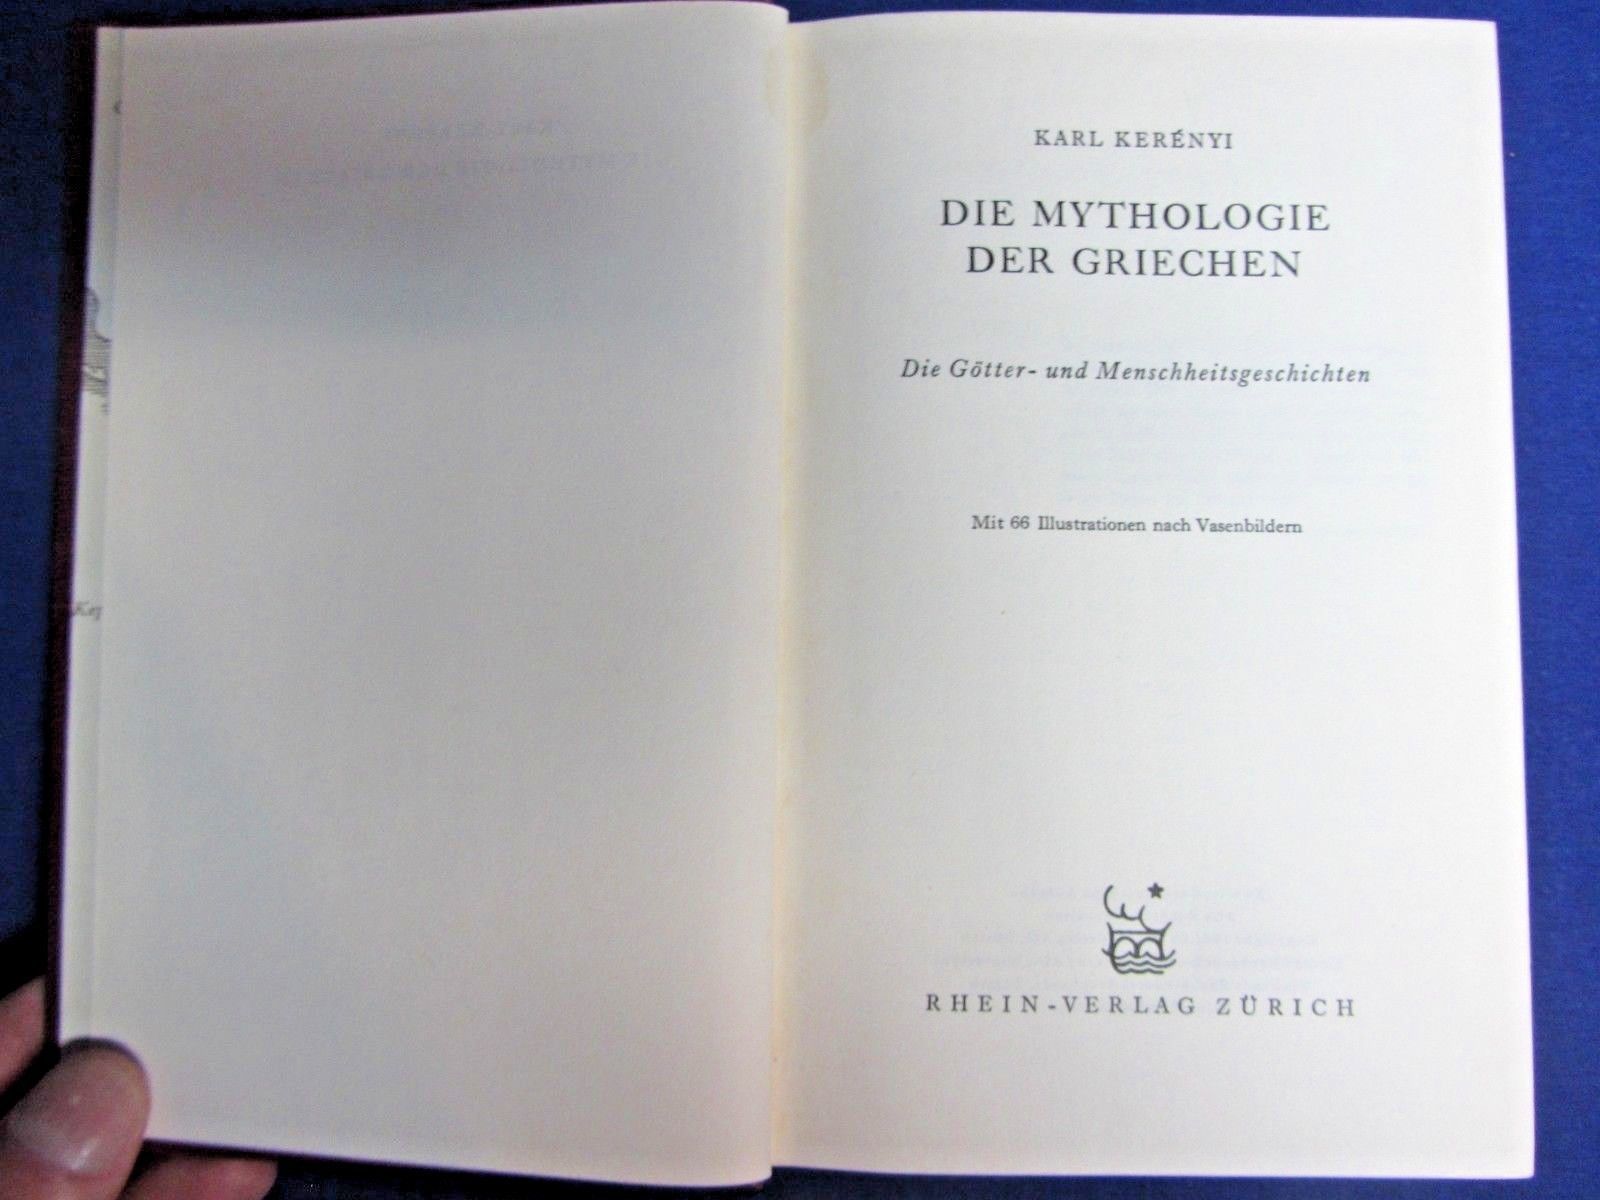 KARL KERÉNYI
DIE MYTHOLOGIE
DER GRIECHEN
Die Götter- und Menschheitsgeschichten
Mit 66 Illustrationen nach Vasenbildern
RHEIN-VERLAG ZÜRICH